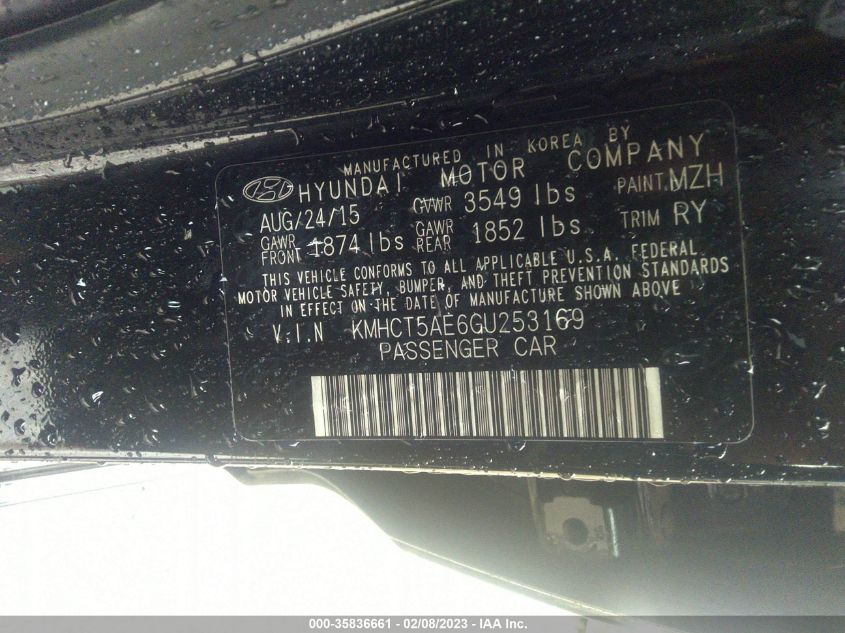 MANUFACTURED IN KOREA BY
HYUNDAI MOTOR COMPANY
AUG/24/15 GVWR 3549 lbs PAINT MZH
GAWR FRONT 1874 lbs GAWR REAR 1852 lbs TRIM RY
THIS VEHICLE CONFORMS TO ALL APPLICABLE U.S.A. FEDERAL
MOTOR VEHICLE SAFETY, BUMPER, AND THEFT PREVENTION STANDARDS
IN EFFECT ON THE DATE OF MANUFACTURE SHOWN ABOVE
V.I.N KMHCT5AE6GU253169
PASSENGER CAR
000-35836661 - 02/08/2023 - IAA Inc.